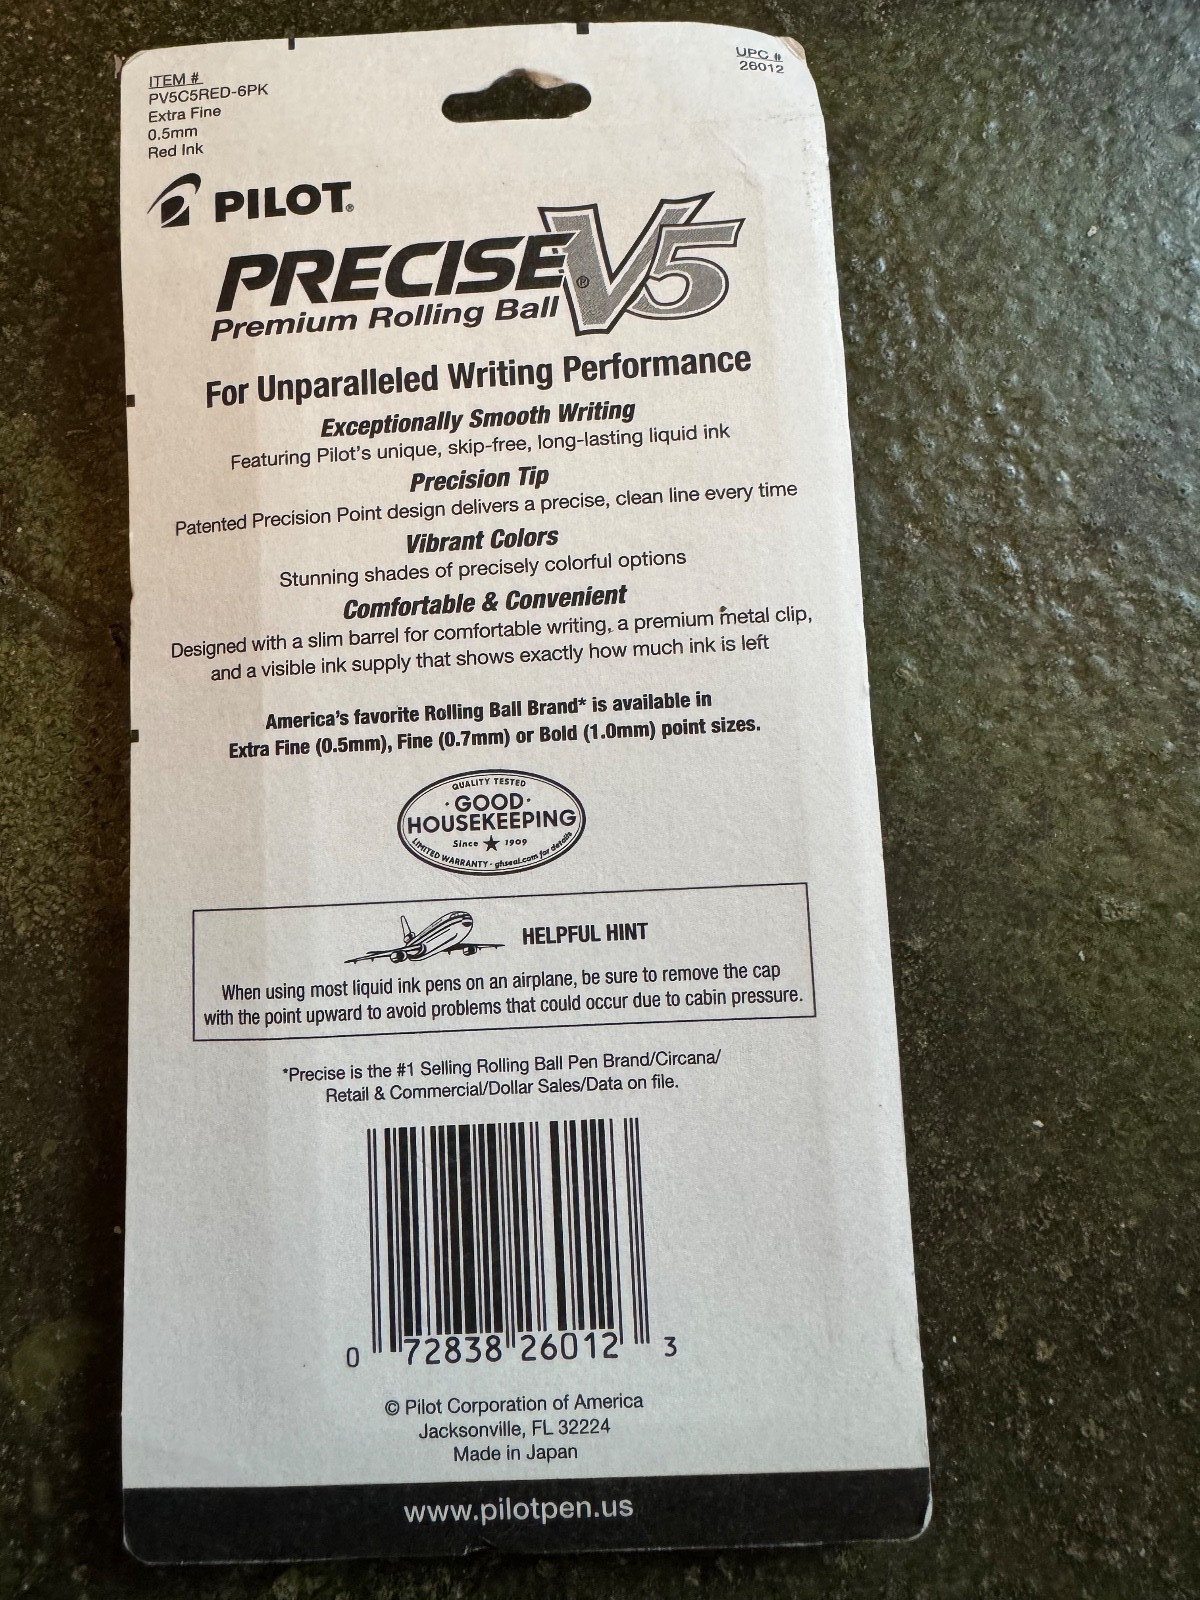 ITEM #
PV5C5RED-6PK
Extra Fine
0.5mm
Red Ink
UPC #
26012
PILOT®
PRECISE® V5
Premium Rolling Ball
For Unparalleled Writing Performance
Exceptionally Smooth Writing
Featuring Pilot's unique, skip-free, long-lasting liquid ink
Precision Tip
Patented Precision Point design delivers a precise, clean line every time
Vibrant Colors
Stunning shades of precisely colorful options
Comfortable & Convenient
Designed with a slim barrel for comfortable writing, a premium metal clip,
and a visible ink supply that shows exactly how much ink is left
America's favorite Rolling Ball Brand* is available in
Extra Fine (0.5mm), Fine (0.7mm) or Bold (1.0mm) point sizes.
QUALITY TESTED
· GOOD ·
HOUSEKEEPING
Since ★ 1909
LIMITED WARRANTY · ghseal.com for details
HELPFUL HINT
When using most liquid ink pens on an airplane, be sure to remove the cap
with the point upward to avoid problems that could occur due to cabin pressure.
*Precise is the #1 Selling Rolling Ball Pen Brand/Circana/
Retail & Commercial/Dollar Sales/Data on file.
0 72838 26012 3
© Pilot Corporation of America
Jacksonville, FL 32224
Made in Japan
www.pilotpen.us